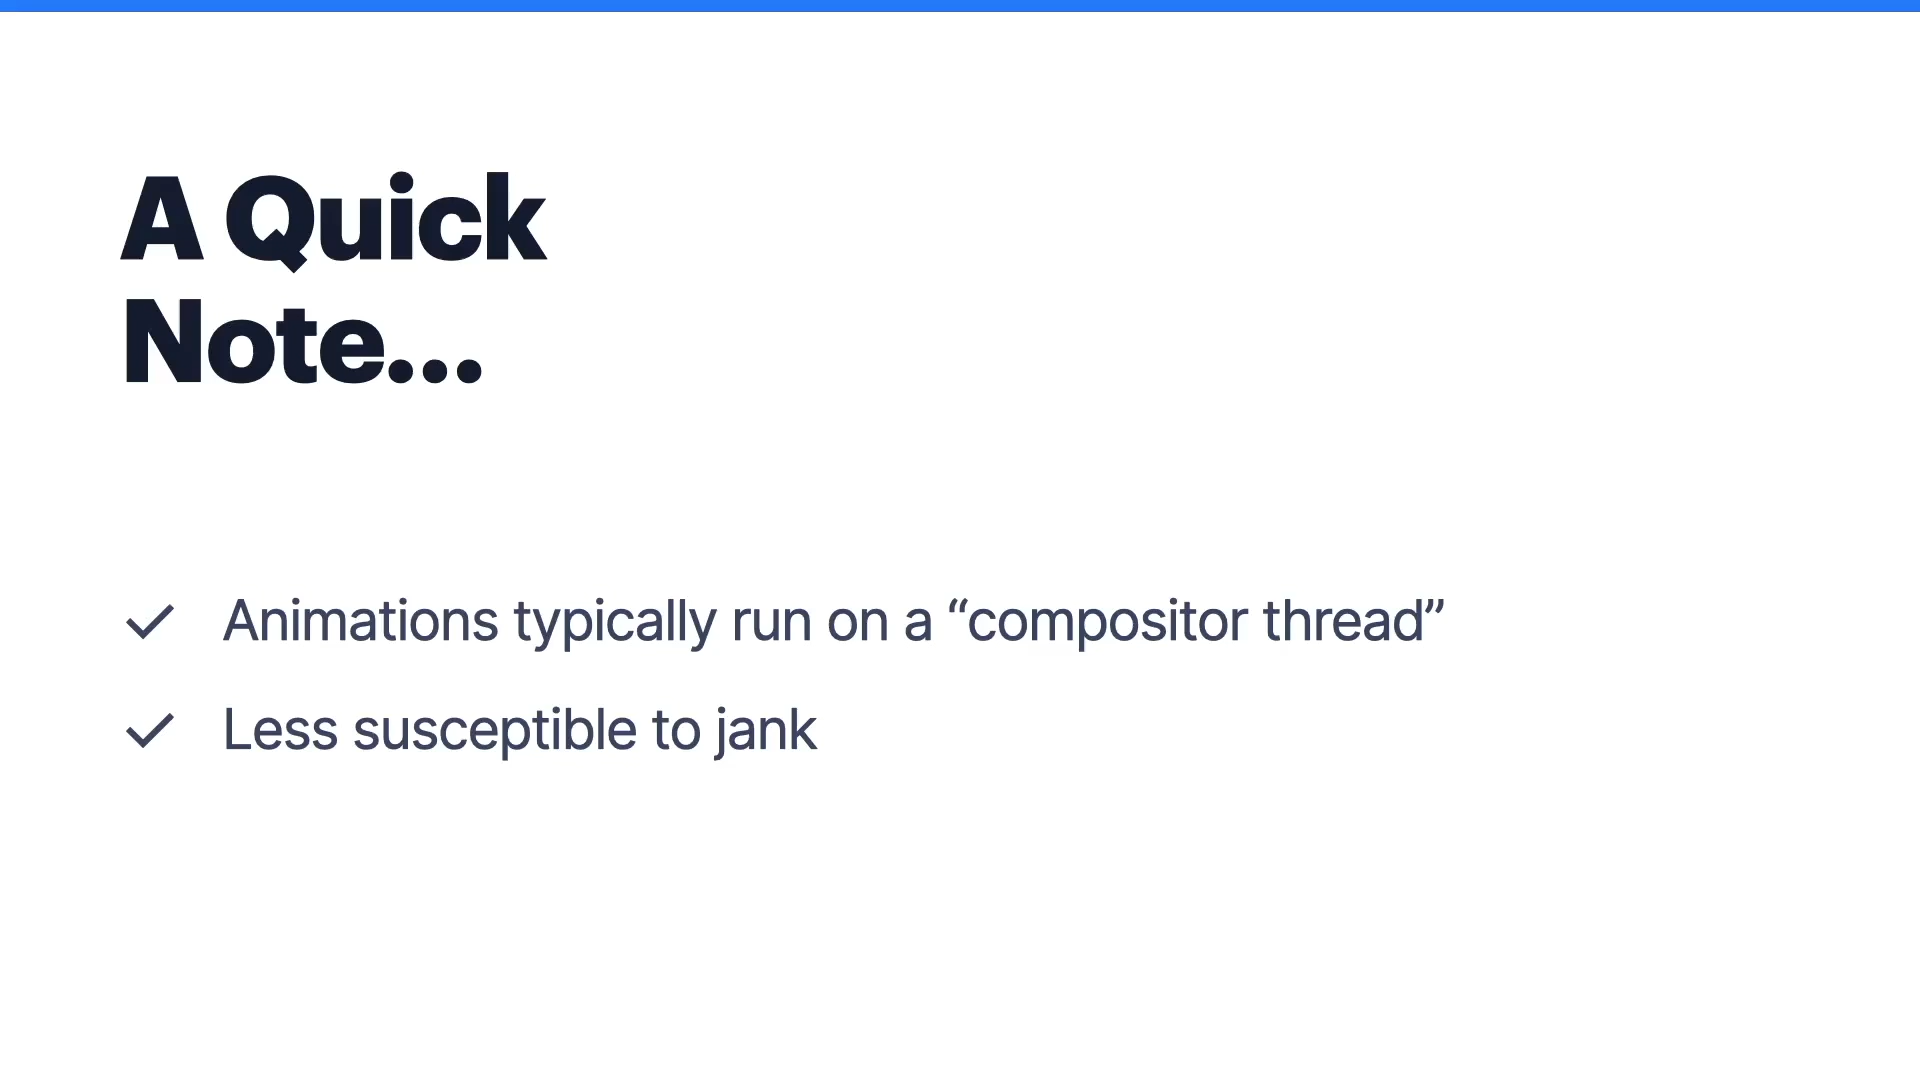 A Quick
Note...
Animations typically run on a “compositor thread”
Less susceptible to jank